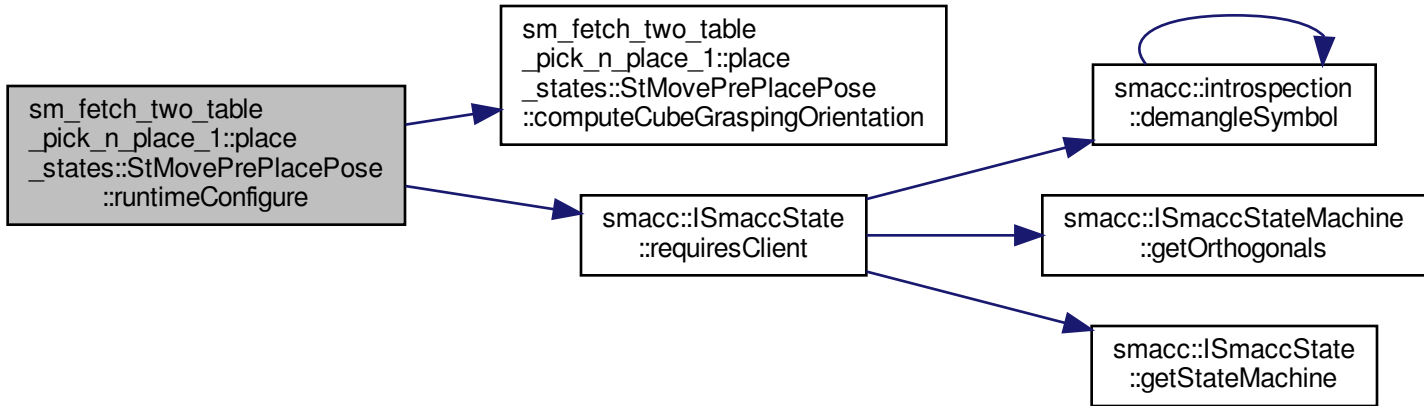 sm_fetch_two_table
_pick_n_place_1::place
_states::StMovePrePlacePose
::runtimeConfigure
sm_fetch_two_table
_pick_n_place_1::place
_states::StMovePrePlacePose
::computeCubeGraspingOrientation
smacc::ISmaccState
::requiresClient
smacc::introspection
::demangleSymbol
smacc::ISmaccStateMachine
::getOrthogonals
smacc::ISmaccState
::getStateMachine